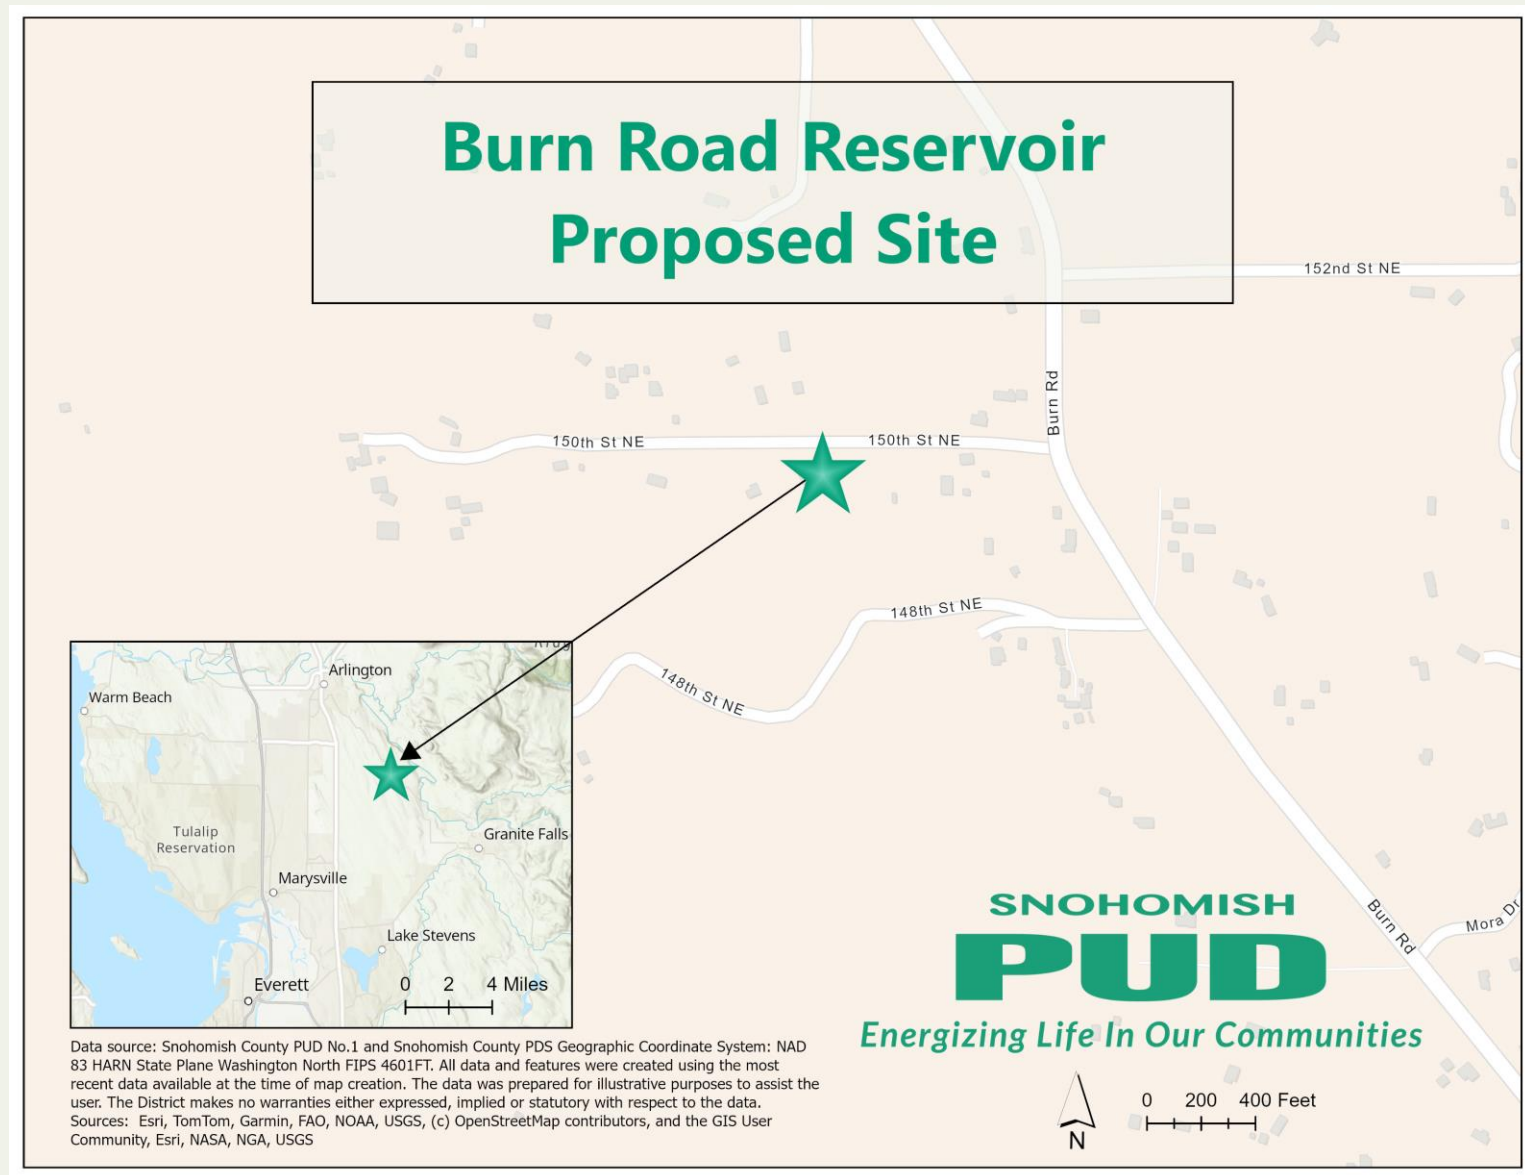 Burn Road Reservoir
Proposed Site
152nd St NE
Burn Rd
150th St NE
150th St NE
148th St NE
148th St NE
Burn Rd
Mora Dr
Arlington
Warm Beach
Tulalip
Reservation
Granite Falls
Marysville
Lake Stevens
Everett
0 2 4 Miles
SNOHOMISH
PUD
Energizing Life In Our Communities
Data source: Snohomish County PUD No.1 and Snohomish County PDS Geographic Coordinate System: NAD
83 HARN State Plane Washington North FIPS 4601FT. All data and features were created using the most
recent data available at the time of map creation. The data was prepared for illustrative purposes to assist the
user. The District makes no warranties either expressed, implied or statutory with respect to the data.
Sources: Esri, TomTom, Garmin, FAO, NOAA, USGS, (c) OpenStreetMap contributors, and the GIS User
Community, Esri, NASA, NGA, USGS
N
0 200 400 Feet